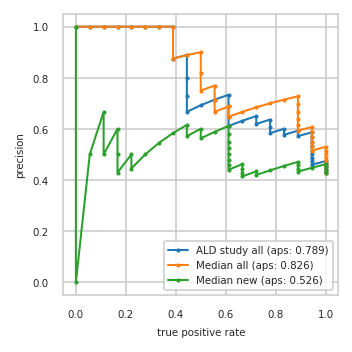 1.0
0.8
0.6
0.4
0.2
0.0
precision
ALD study all (aps: 0.789)
Median all (aps: 0.826)
Median new (aps: 0.526)
0.0 0.2 0.4 0.6 0.8 1.0
true positive rate